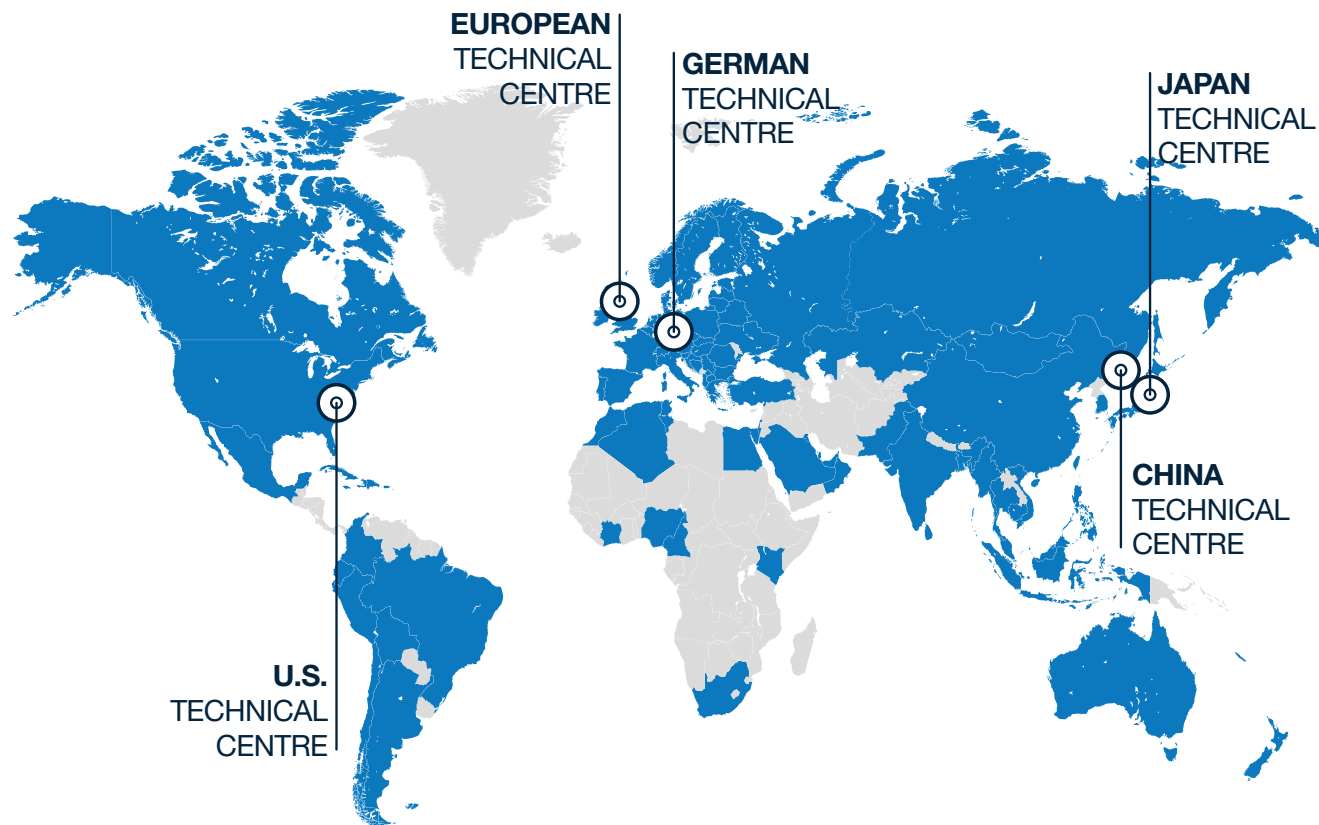 EUROPEAN
TECHNICAL
CENTRE
GERMAN
TECHNICAL
CENTRE
JAPAN
TECHNICAL
CENTRE
CHINA
TECHNICAL
CENTRE
U.S.
TECHNICAL
CENTRE